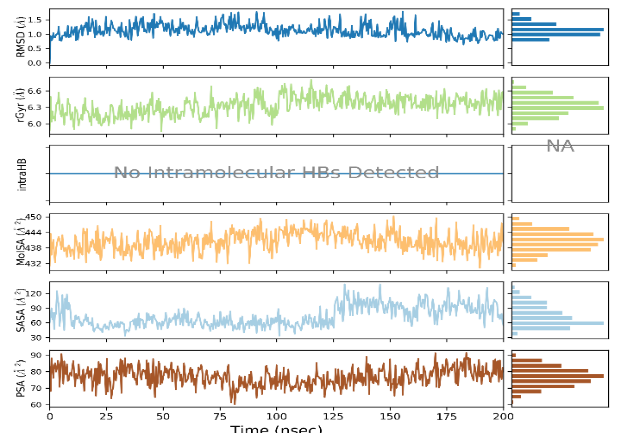 RMSD (Å)
1.5
1.0
0.5
0.0
rGyr (Å)
6.6
6.3
6.0
intraHB
No Intramolecular HBs Detected
NA
MolSA (Å²)
450
444
438
432
SASA (Å²)
120
90
60
30
PSA (Å²)
90
80
70
60
0 25 50 75 100 125 150 175 200
Time (nsec)